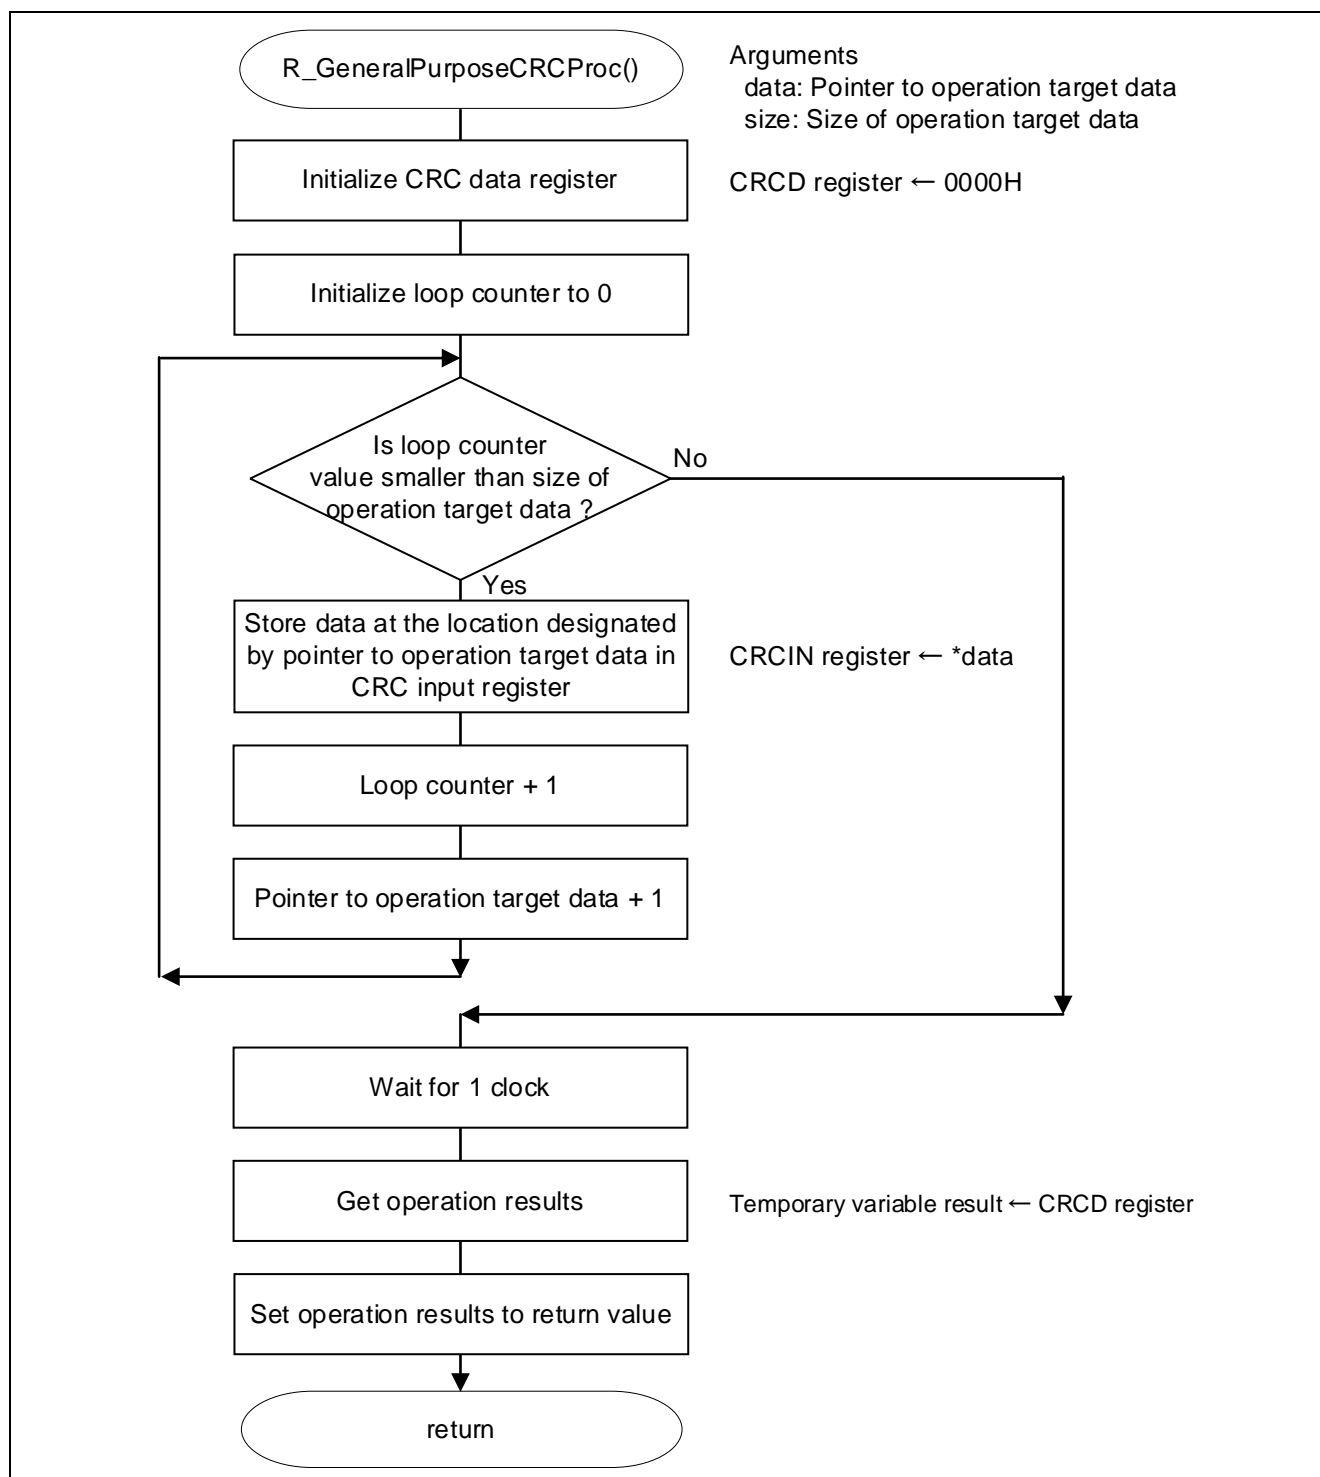 R_GeneralPurposeCRCProc()
Arguments
data: Pointer to operation target data
size: Size of operation target data
Initialize CRC data register
CRCD register ← 0000H
Initialize loop counter to 0
Is loop counter
value smaller than size of
operation target data ?
No
Yes
Store data at the location designated
by pointer to operation target data in
CRC input register
CRCIN register ← *data
Loop counter + 1
Pointer to operation target data + 1
Wait for 1 clock
Get operation results
Temporary variable result ← CRCD register
Set operation results to return value
return